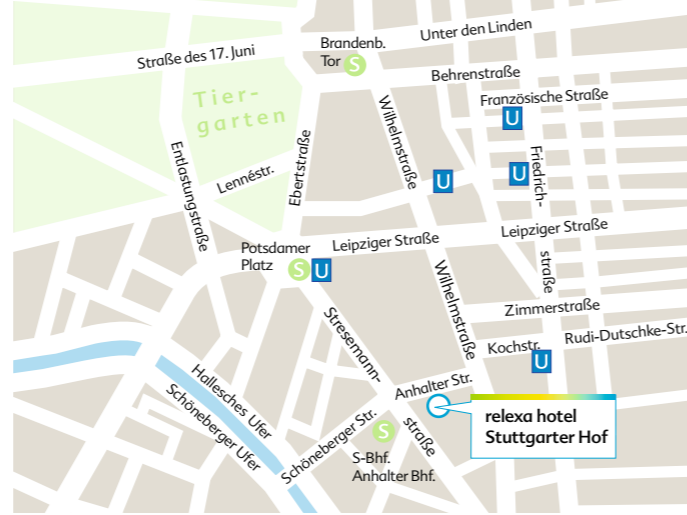 Unter den Linden
Straße des 17. Juni
Brandenb.
Tor S
Behrenstraße
Tier-
garten
Französische Straße
U
Wilhelmstraße
Entlastungstraße
Lennéstr.
Ebertstraße
U
U
Friedrich-
straße
Leipziger Straße
Leipziger Straße
Potsdamer
Platz S U
Wilhelmstraße
Zimmerstraße
Stresemann-
straße
Kochstr.
Rudi-Dutschke-Str.
U
Hallesches Ufer
Schöneberger Ufer
Anhalter Str.
Schöneberger Str.
S
S-Bhf.
Anhalter Bhf.
relexa hotel
Stuttgarter Hof